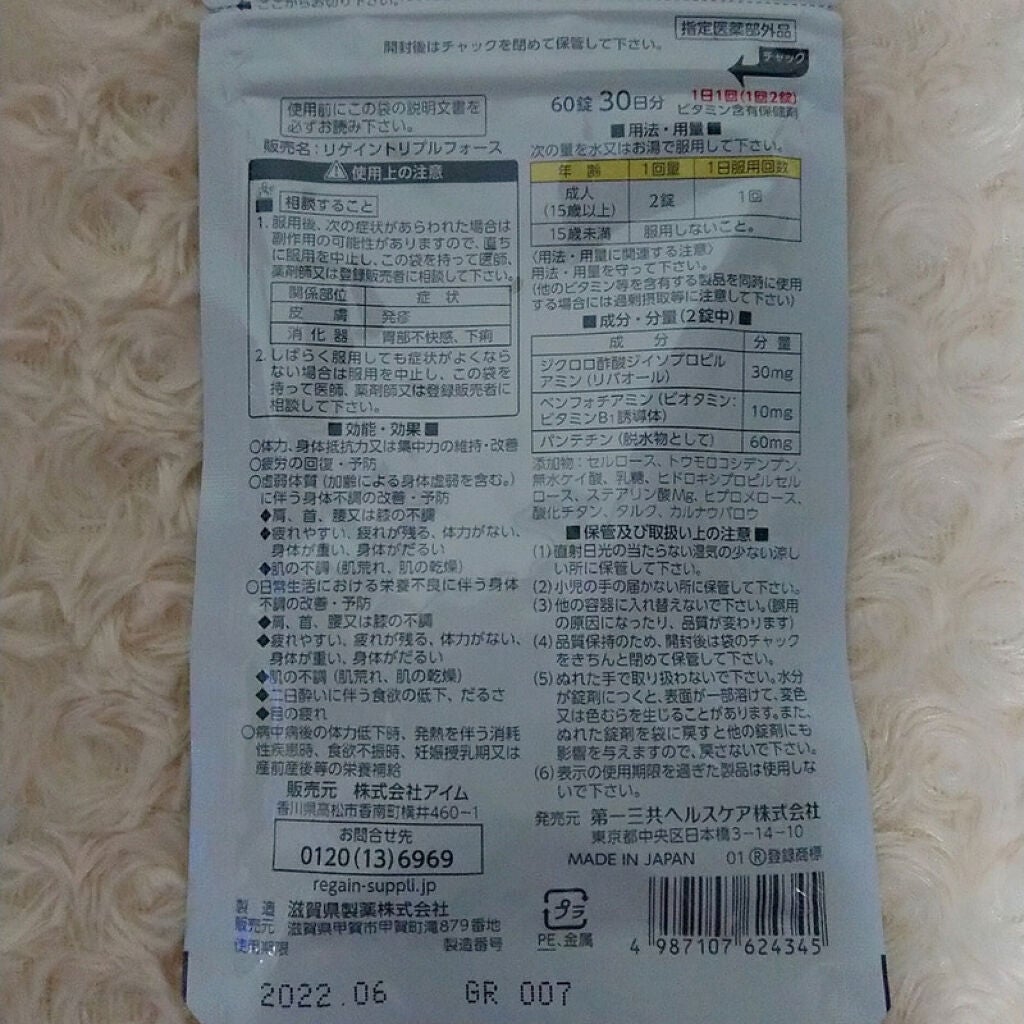 ここからお切り下さい。
指定医薬部外品
開封後はチャックを閉めて保管して下さい。
チャック
使用前にこの袋の説明文書を
必ずお読み下さい。
販売名：リゲイントリプルフォース
使用上の注意
相談すること
1. 服用後、次の症状があらわれた場合は
副作用の可能性がありますので、直ち
に服用を中止し、この袋を持って医師、
薬剤師又は登録販売者に相談して下さい。
関係部位 症状
皮膚 発疹
消化器 胃部不快感、下痢
2. しばらく服用しても症状がよくなら
ない場合は服用を中止し、この袋を
持って医師、薬剤師又は登録販売者に
相談して下さい。
■効能・効果■
○体力、身体抵抗力又は集中力の維持・改善
○疲労の回復・予防
○虚弱体質(加齢による身体虚弱を含む。)
に伴う身体不調の改善・予防
◆肩、首、腰又は膝の不調
◆疲れやすい、疲れが残る、体力がない、
身体が重い、身体がだるい
◆肌の不調(肌荒れ、肌の乾燥)
○日常生活における栄養不良に伴う身体
不調の改善・予防
◆肩、首、腰又は膝の不調
◆疲れやすい、疲れが残る、体力がない、
身体が重い、身体がだるい
◆肌の不調(肌荒れ、肌の乾燥)
◆二日酔いに伴う食欲の低下、だるさ
◆目の疲れ
○病中病後の体力低下時、発熱を伴う消耗
性疾患時、食欲不振時、妊娠授乳期又は
産前産後等の栄養補給
販売元 株式会社アイム
香川県高松市香南町横井460-1
お問合せ先
0120(13)6969
regain-suppli.jp
製造
販売元 滋賀県製薬株式会社
滋賀県甲賀市甲賀町滝879番地
使用期限 製造番号
2022.06 GR 007
60錠 30日分 1日1回(1回2錠)
ビタミン含有保健剤
■用法・用量■
次の量を水又はお湯で服用して下さい。
年齢 1回量 1日服用回数
成人
(15歳以上) 2錠 1回
15歳未満 服用しないこと。
〈用法・用量に関連する注意〉
用法・用量を守って下さい。
(他のビタミン等を含有する製品を同時に使用
する場合には過剰摂取等に注意して下さい)
■成分・分量(2錠中)■
成分 分量
ジクロロ酢酸ジイソプロピル
アミン(リバオール) 30mg
ベンフォチアミン(ビオタミン:
ビタミンB1誘導体) 10mg
パンテチン(脱水物として) 60mg
添加物：セルロース、トウモロコシデンプン、
無水ケイ酸、乳糖、ヒドロキシプロピルセル
ロース、ステアリン酸Mg、ヒプロメロース、
酸化チタン、タルク、カルナウバロウ
■保管及び取扱い上の注意■
(1)直射日光の当たらない湿気の少ない涼し
い所に保管して下さい。
(2)小児の手の届かない所に保管して下さい。
(3)他の容器に入れ替えないで下さい。(誤用
の原因になったり、品質が変わります)
(4)品質保持のため、開封後は袋のチャック
をきちんと閉めて保管して下さい。
(5)ぬれた手で取り扱わないで下さい。水分
が錠剤につくと、表面が一部溶けて、変色
又は色むらを生じることがあります。また、
ぬれた錠剤を袋に戻すと他の錠剤にも
影響を与えますので、戻さないで下さい。
(6)表示の使用期限を過ぎた製品は使用しな
いで下さい。
発売元 第一三共ヘルスケア株式会社
東京都中央区日本橋3-14-10
MADE IN JAPAN 01 ®登録商標
プラ
PE、金属
4 987107 624345